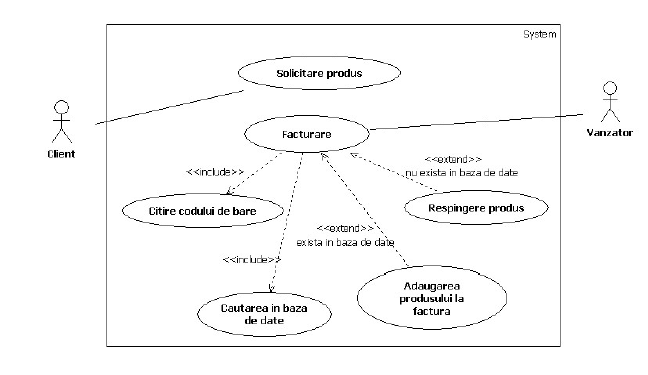 System
Solicitare produs
Client
Vanzator
Facturare
<<extend>>
nu exista in baza de date
<<include>>
Citire codului de bare
Respingere produs
<<extend>>
exista in baza de date
<<include>>
Adaugarea
produsului la
factura
Cautarea in baza
de date